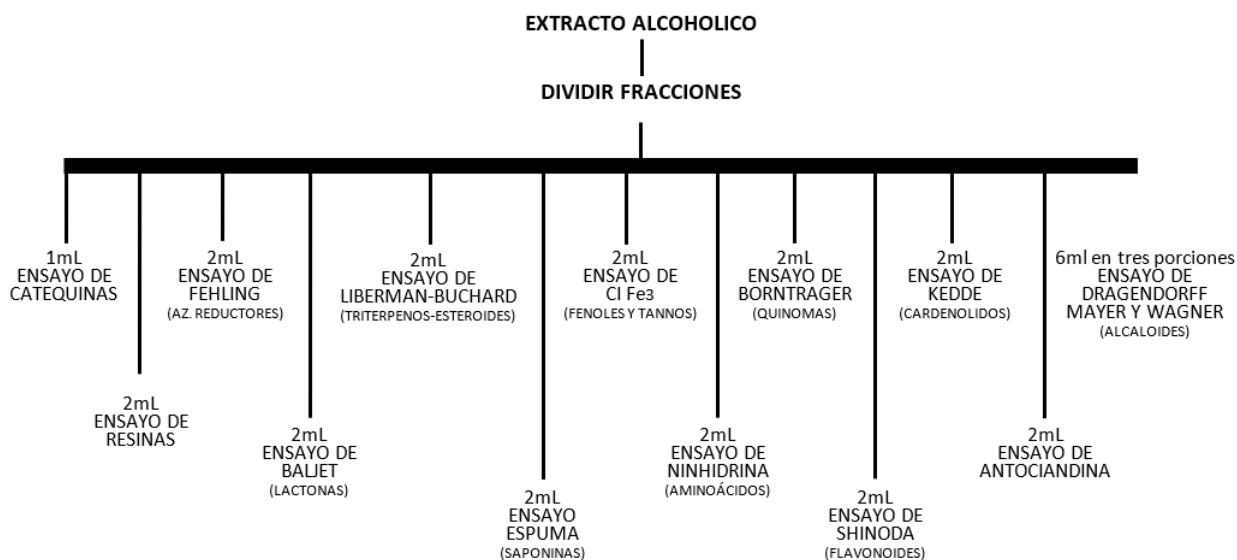 EXTRACTO ALCOHOLICO
DIVIDIR FRACCIONES
1mL
ENSAYO DE
CATEQUINAS
2mL
ENSAYO DE
RESINAS
2mL
ENSAYO DE
FEHLING
(AZ. REDUCTORES)
2mL
ENSAYO DE
BALJET
(LACTONAS)
2mL
ENSAYO DE
LIBERMAN-BUCHARD
(TRITERPENOS-ESTEROIDES)
2mL
ENSAYO
ESPUMA
(SAPONINAS)
2mL
ENSAYO DE
Cl Fe3
(FENOLES Y TANNOS)
2mL
ENSAYO DE
NINHIDRINA
(AMINOÁCIDOS)
2mL
ENSAYO DE
BORNTRAGER
(QUINOMAS)
2mL
ENSAYO DE
SHINODA
(FLAVONOIDES)
2mL
ENSAYO DE
KEDDE
(CARDENOLIDOS)
2mL
ENSAYO DE
ANTOCIANDINA
6ml en tres porciones
ENSAYO DE
DRAGENDORFF
MAYER Y WAGNER
(ALCALOIDES)